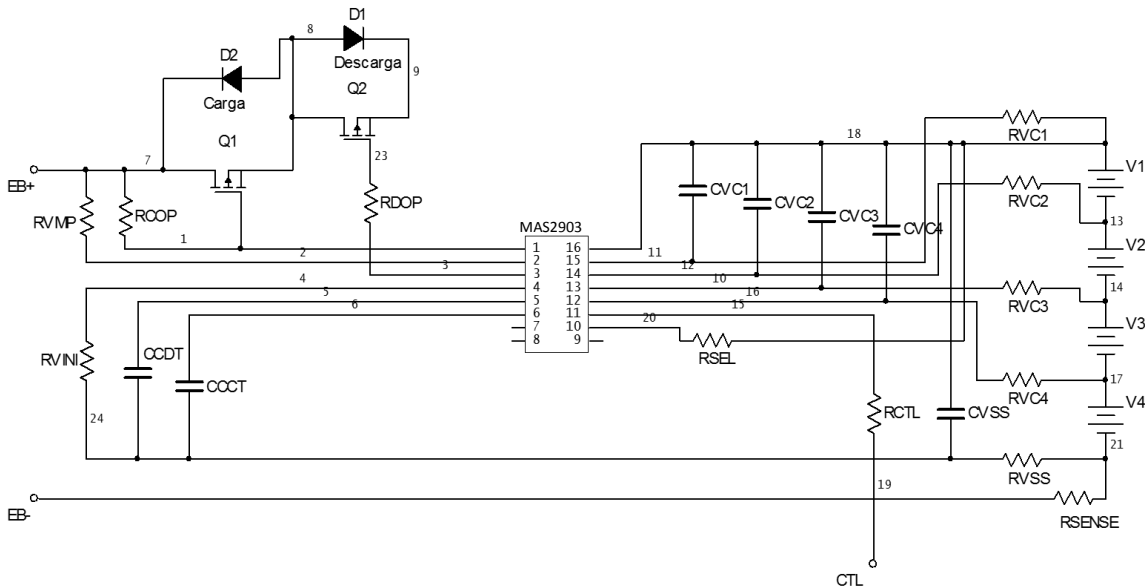 D1
8
D2
Descarga
9
Carga
Q2
Q1
18
RVC1
23
7
V1
EB+
CVC1
CVC2
RVC2
RDOP
RVMP
RCOP
CVC3
13
CVC4
MAS2903
1
1 16
V2
2
11
2 15
3
12
3 14
14
4
10
4 13
5
16
RVC3
5 12
6
15
6 11
20
7 10
V3
8 9
RSEL
RVINI
CCDT
CCCT
17
RVC4
V4
24
RCTL
CVSS
21
RVSS
19
EB-
RSENSE
CTL